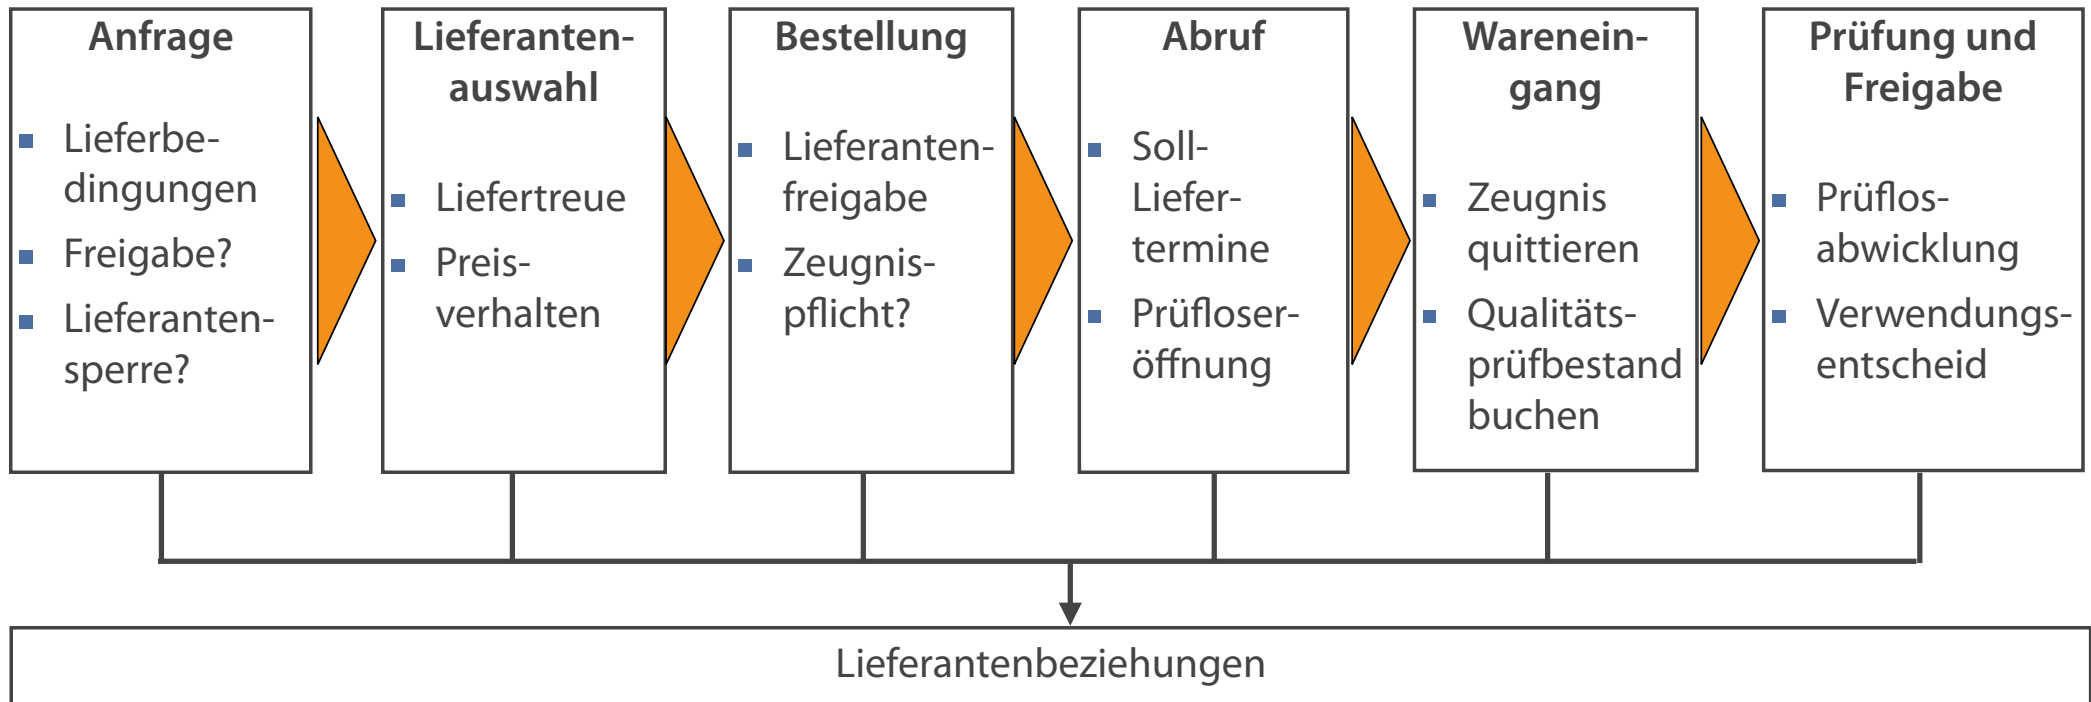 Anfrage
Lieferbe-
dingungen
Freigabe?
Lieferanten-
sperre?
Lieferanten-
auswahl
Liefertreue
Preis-
verhalten
Bestellung
Lieferanten-
freigabe
Zeugnis-
pflicht?
Abruf
Soll-
Liefer-
termine
Prüfloser-
öffnung
Warenein-
gang
Zeugnis
quittieren
Qualitäts-
prüfbestand
buchen
Prüfung und
Freigabe
Prüflos-
abwicklung
Verwendungs-
entscheid
Lieferantenbeziehungen